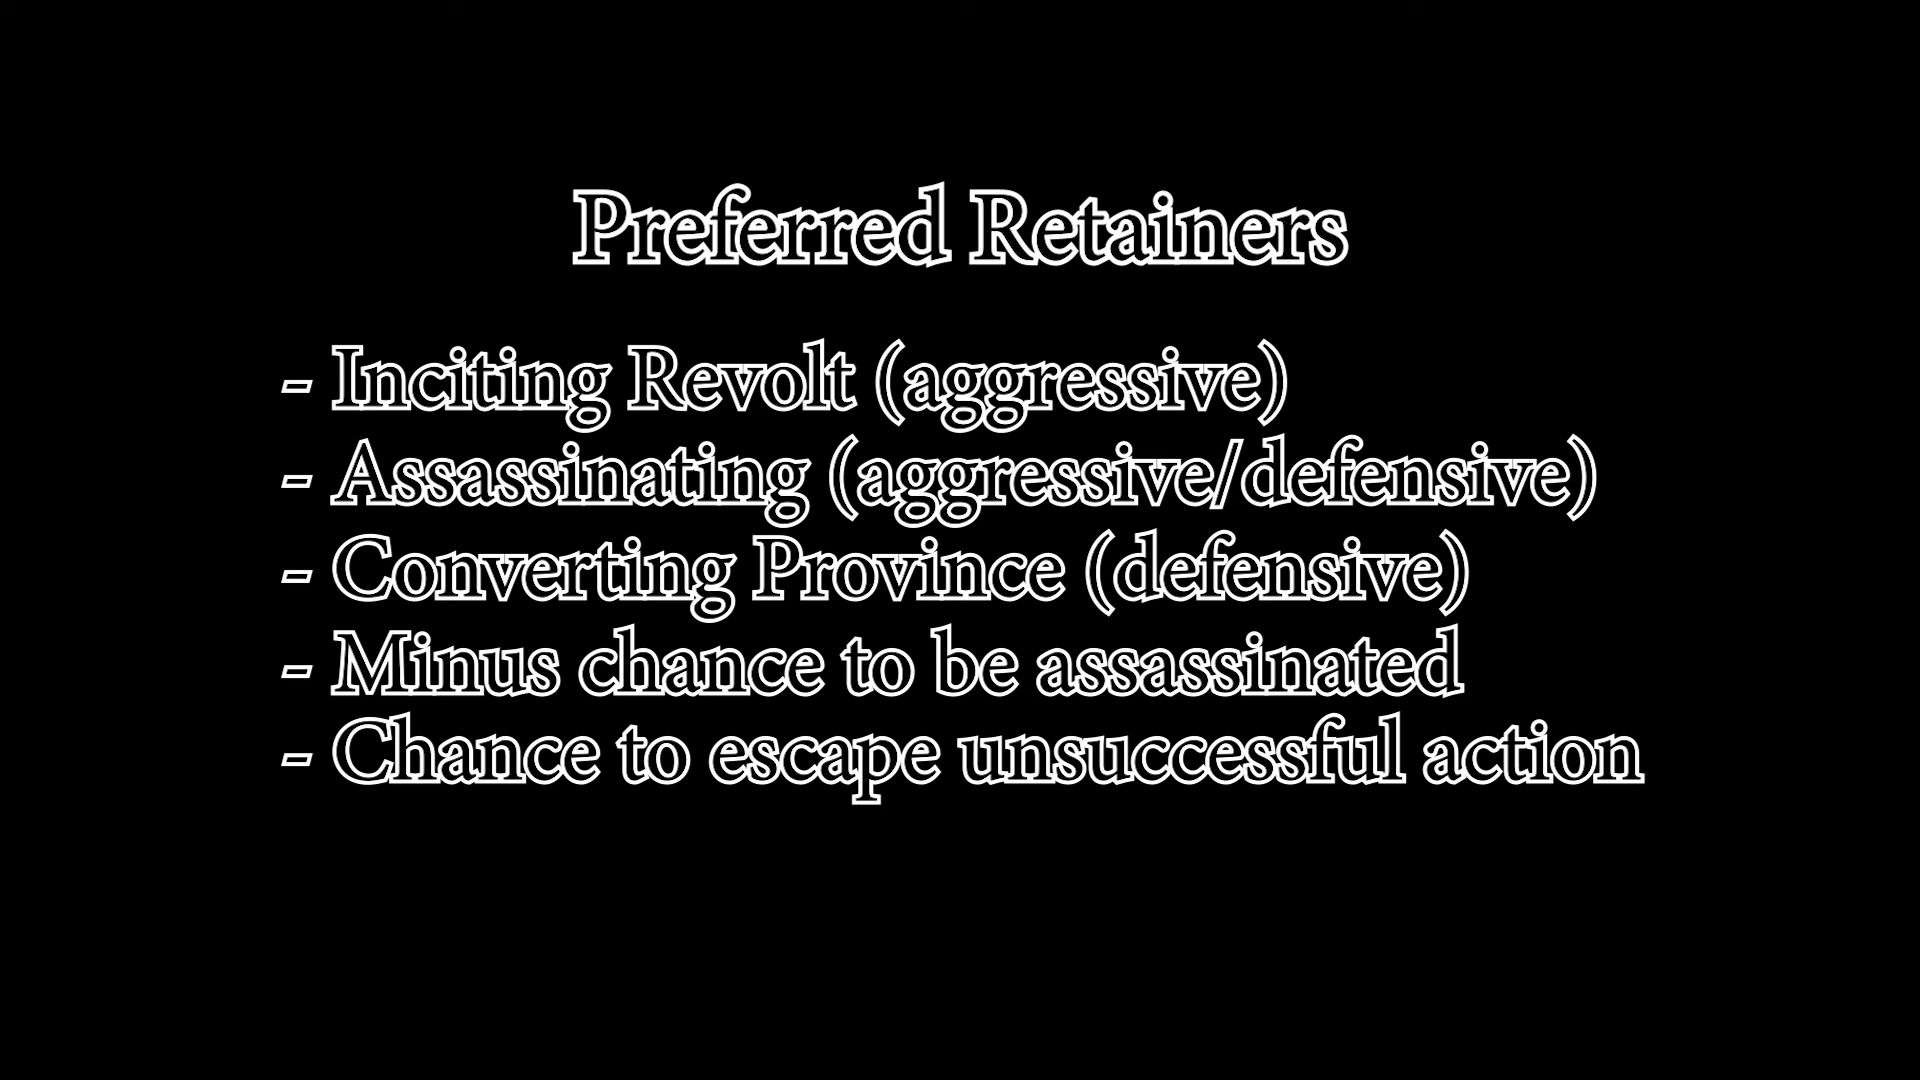 Preferred Retainers
- Inciting Revolt (aggressive)
- Assassinating (aggressive/defensive)
- Converting Province (defensive)
- Minus chance to be assassinated
- Chance to escape unsuccessful action